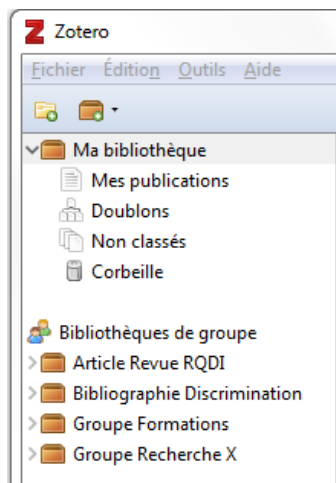 Zotero
Fichier Édition Outils Aide
Ma bibliothèque
Mes publications
Doublons
Non classés
Corbeille
Bibliothèques de groupe
Article Revue RQDI
Bibliographie Discrimination
Groupe Formations
Groupe Recherche X